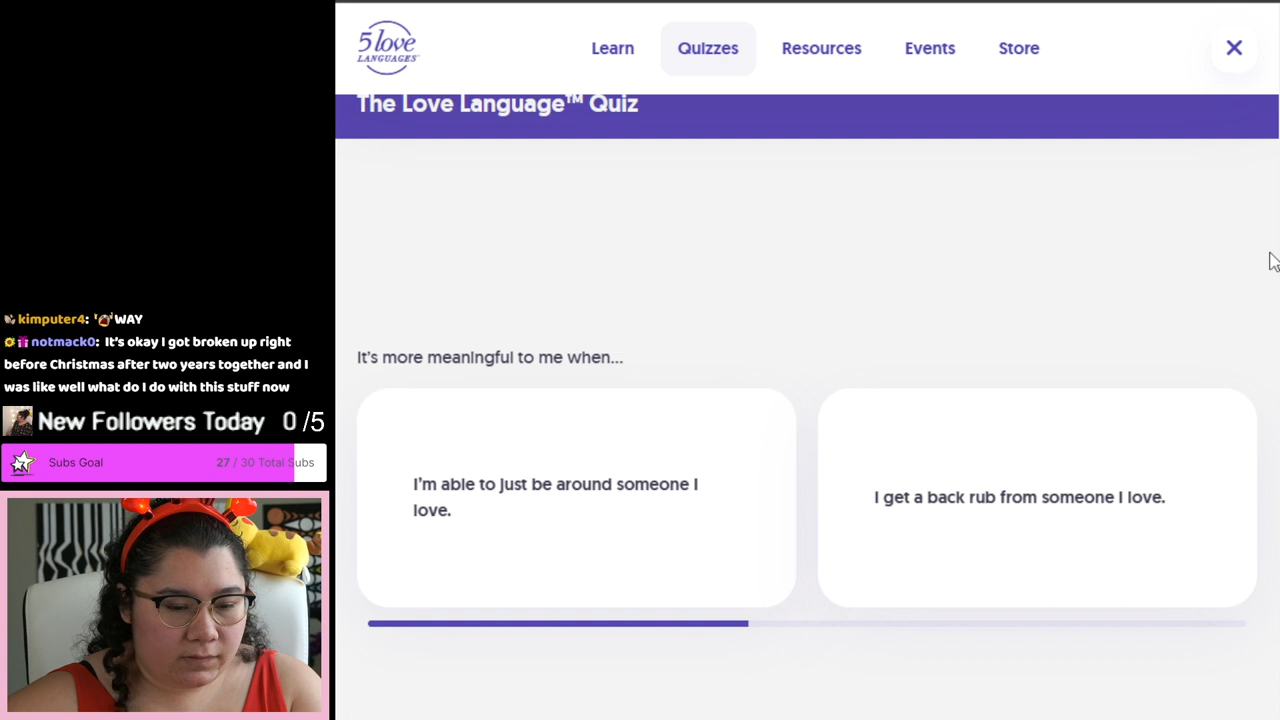 5 love
LANGUAGES™
Learn
Quizzes
Resources
Events
Store
The Love Language™ Quiz
It's more meaningful to me when...
I'm able to just be around someone I
love.
I get a back rub from someone I love.
kimputer4: WAY
notmack0: It's okay I got broken up right
before Christmas after two years together and I
was like well what do I do with this stuff now
New Followers Today 0 /5
Subs Goal 27 / 30 Total Subs